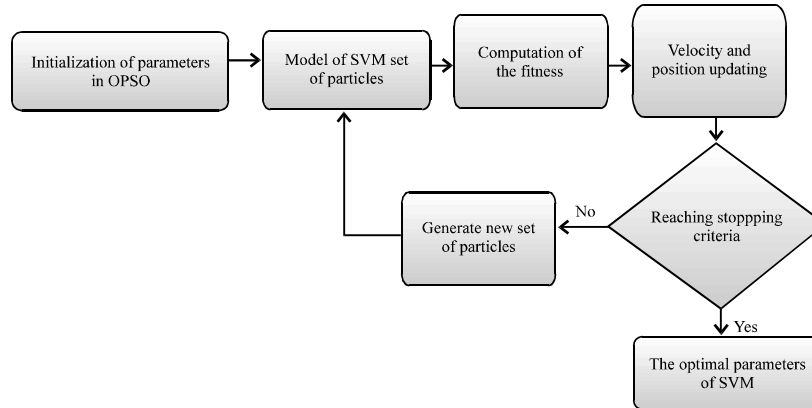 Initialization of parameters
in OPSO
Model of SVM set
of particles
Computation of
the fitness
Velocity and
position updating
Reaching stoppping
criteria
No
Generate new set
of particles
Yes
The optimal parameters
of SVM